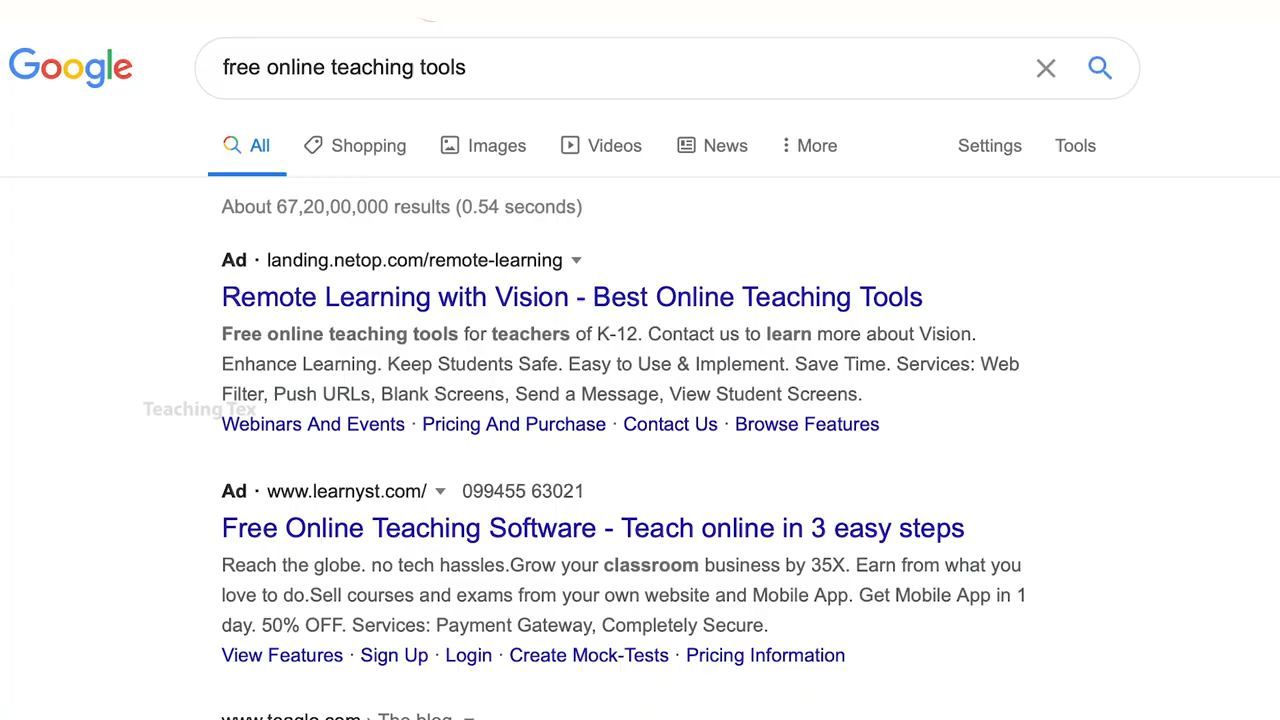 Google
free online teaching tools
All Shopping Images Videos News More Settings Tools
About 67,20,00,000 results (0.54 seconds)
Ad · landing.netop.com/remote-learning
Remote Learning with Vision - Best Online Teaching Tools
Free online teaching tools for teachers of K-12. Contact us to learn more about Vision.
Enhance Learning. Keep Students Safe. Easy to Use & Implement. Save Time. Services: Web
Filter, Push URLs, Blank Screens, Send a Message, View Student Screens.
Teaching Tex
Webinars And Events · Pricing And Purchase · Contact Us · Browse Features
Ad · www.learnyst.com/ 099455 63021
Free Online Teaching Software - Teach online in 3 easy steps
Reach the globe. no tech hassles.Grow your classroom business by 35X. Earn from what you
love to do.Sell courses and exams from your own website and Mobile App. Get Mobile App in 1
day. 50% OFF. Services: Payment Gateway, Completely Secure.
View Features · Sign Up · Login · Create Mock-Tests · Pricing Information
The blog